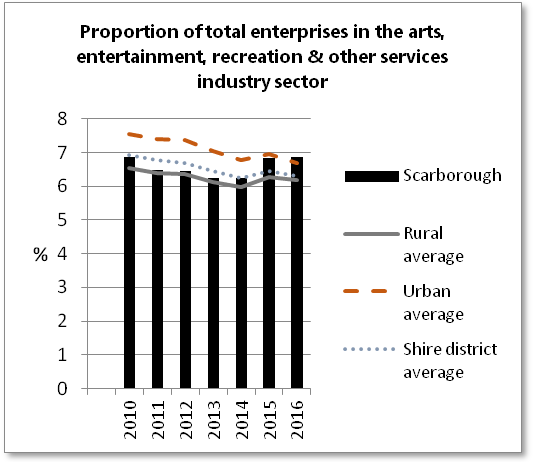 Proportion of total enterprises in the arts,
entertainment, recreation & other services
industry sector
8
7
6
5
4
3
2
1
0
%
2010
2011
2012
2013
2014
2015
2016
Scarborough
Rural
average
Urban
average
Shire district
average